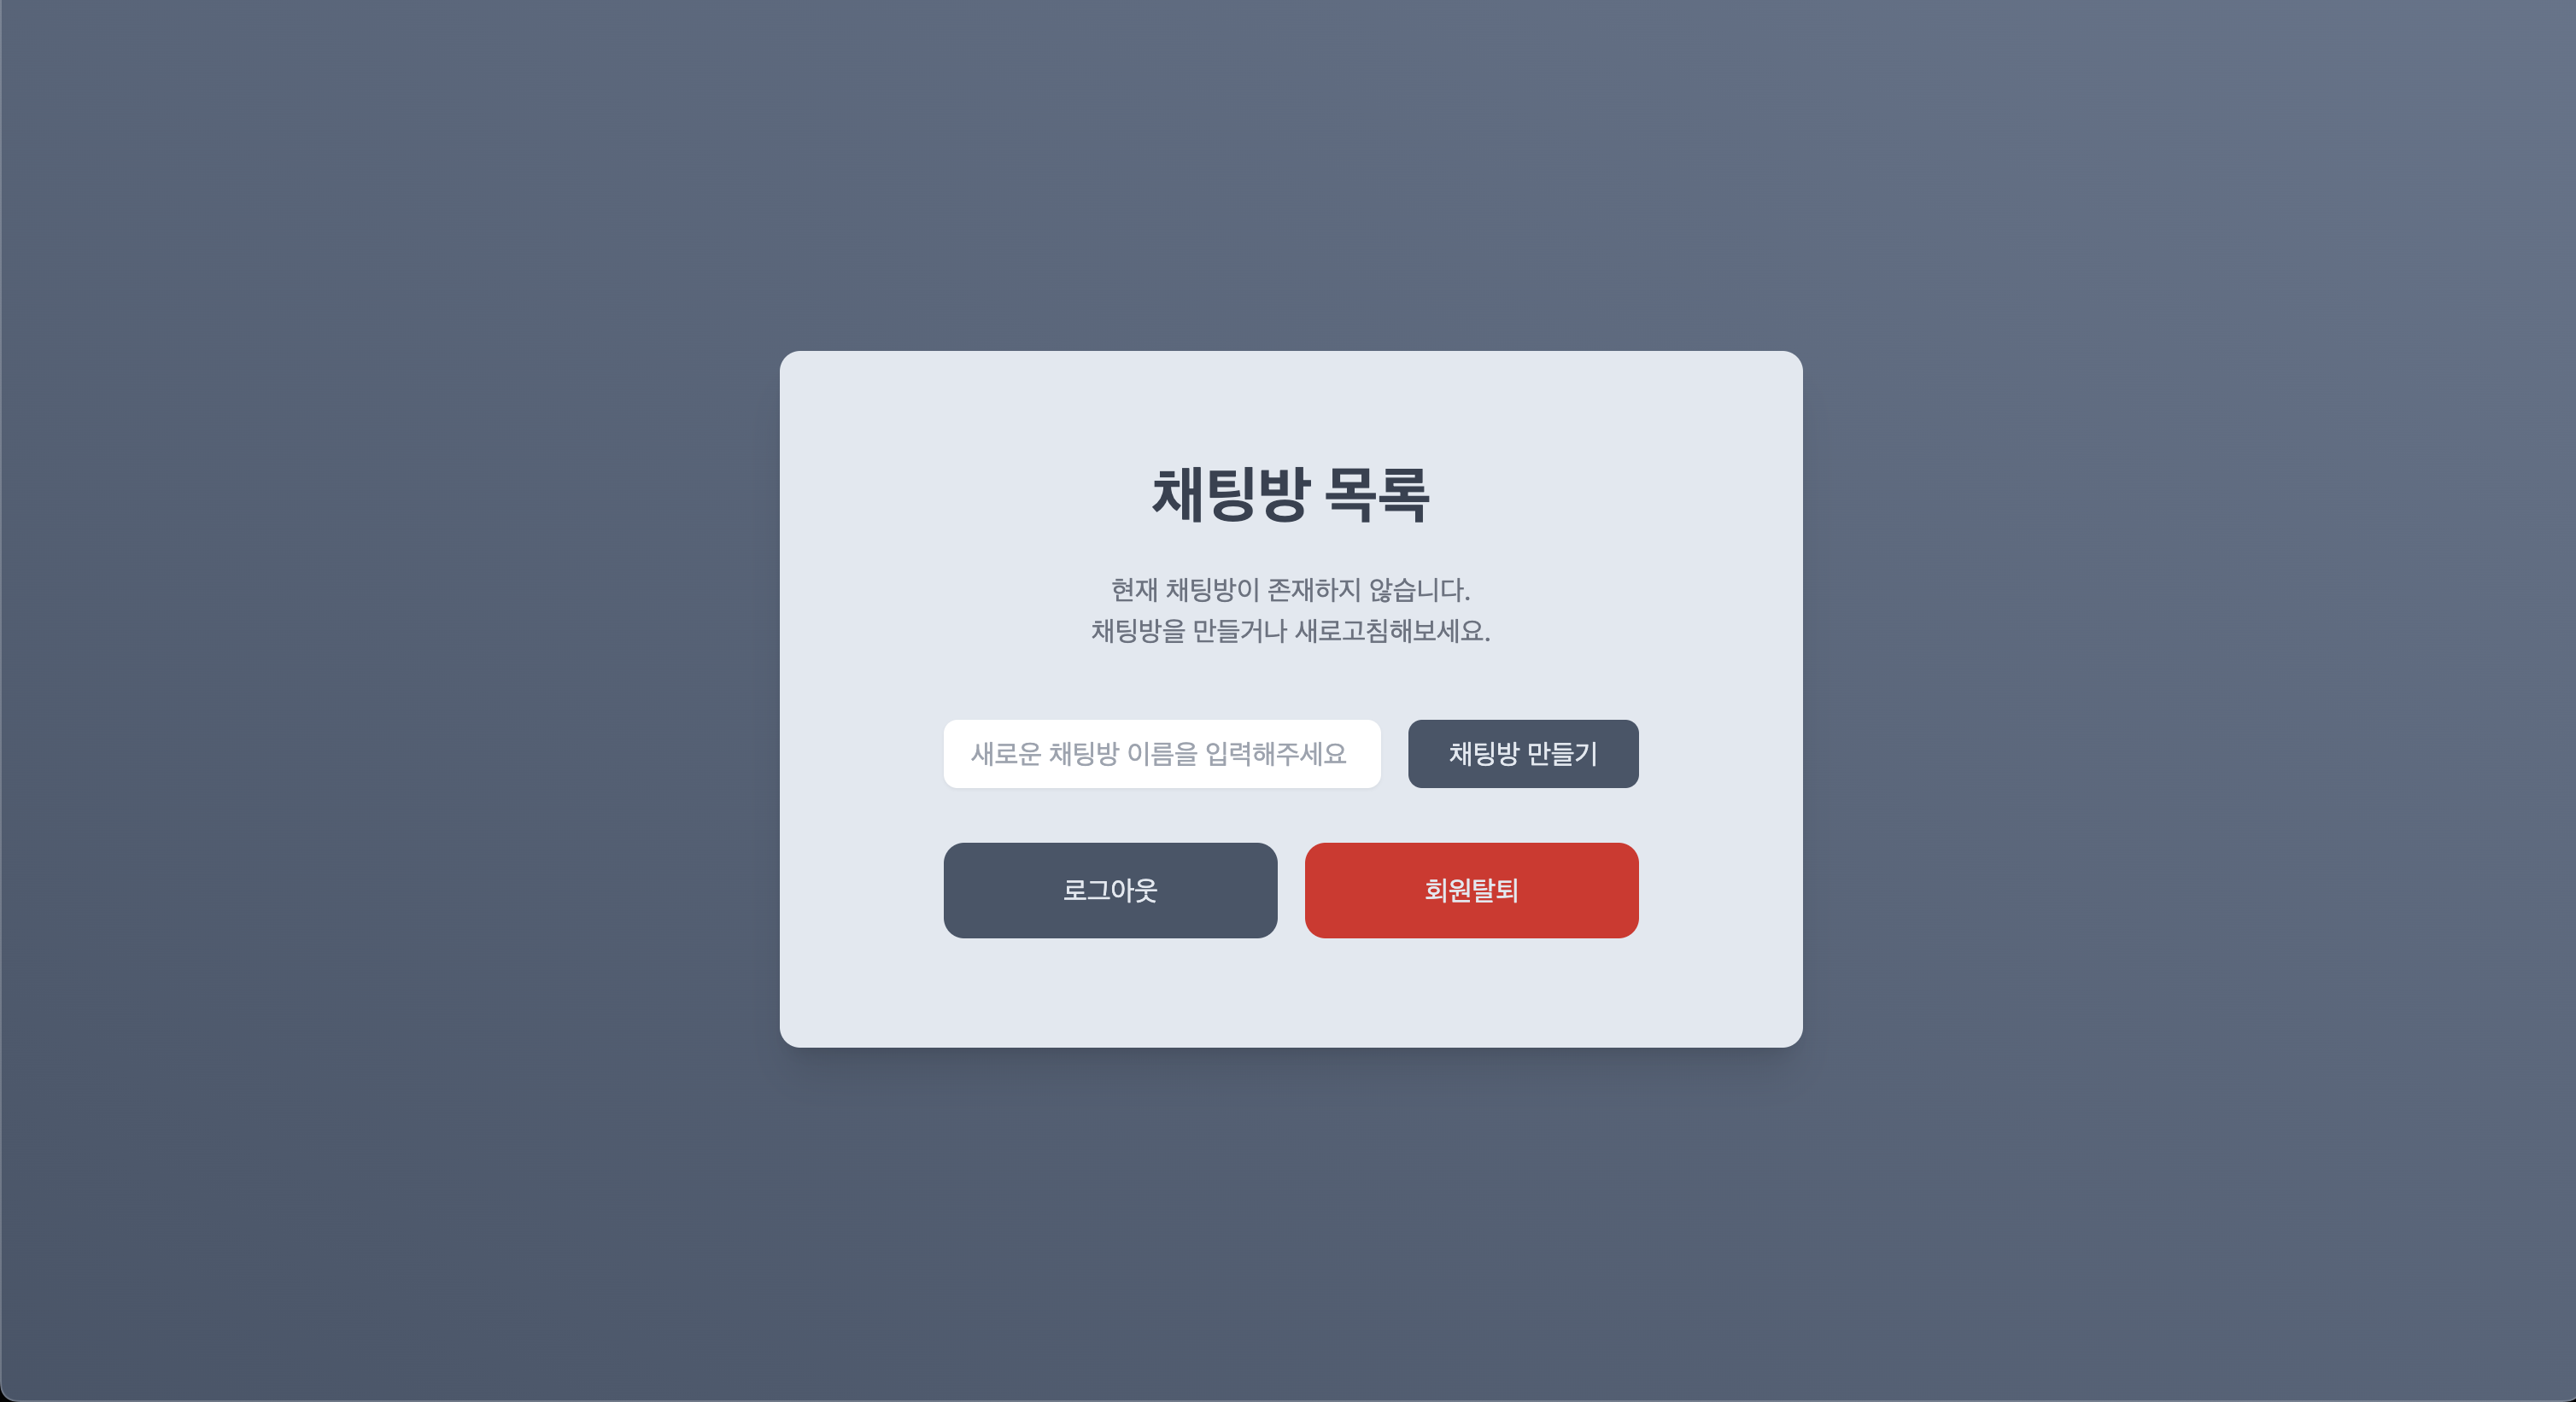 채팅방 목록
현재 채팅방이 존재하지 않습니다.
채팅방을 만들거나 새로고침해보세요.
새로운 채팅방 이름을 입력해주세요
채팅방 만들기
로그아웃
회원탈퇴